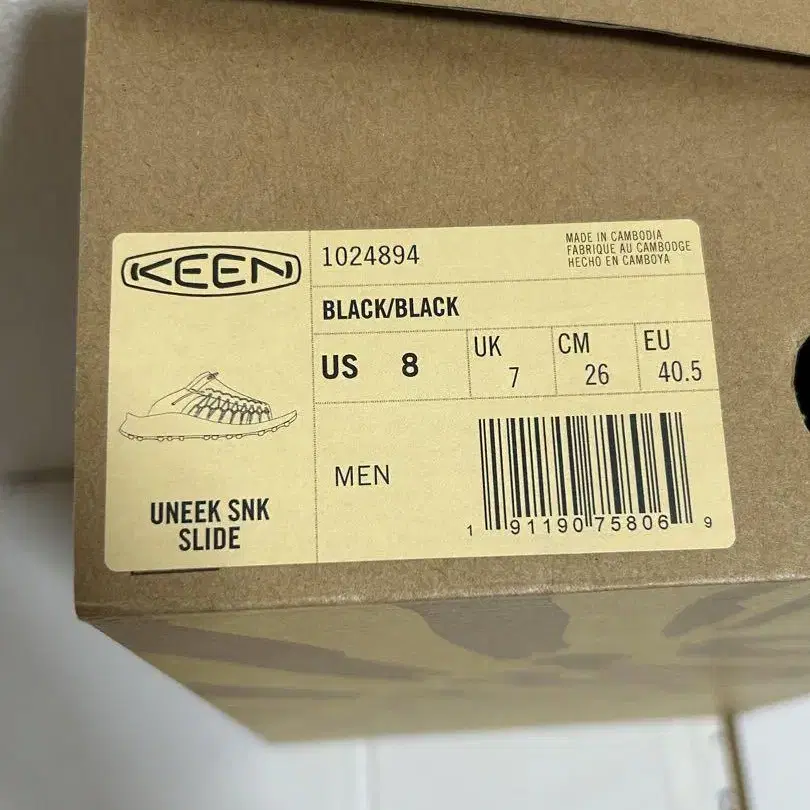 KEEN
1024894
MADE IN CAMBODIA
FABRIQUE AU CAMBODGE
HECHO EN CAMBOYA
BLACK/BLACK
US 8
UK 7
CM 26
EU 40.5
MEN
UNEEK SNK
SLIDE
1 91190 75806 9